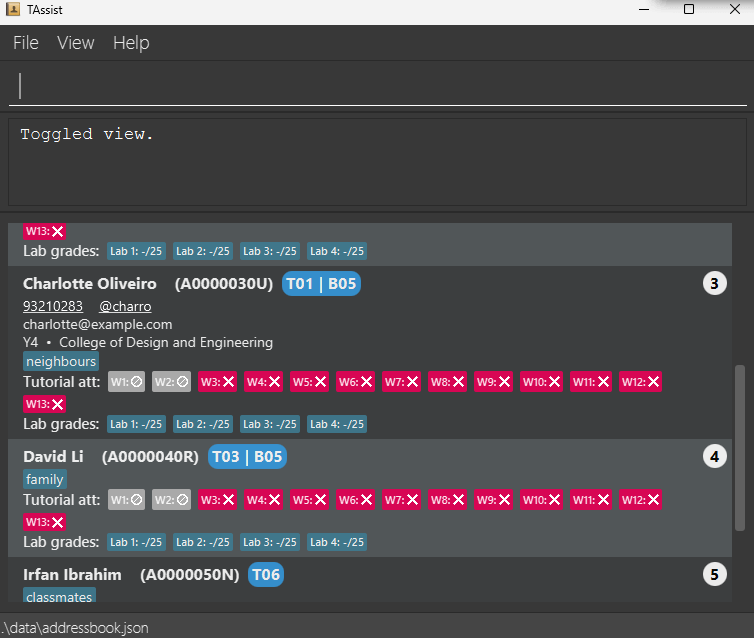 TAssist
File View Help
Toggled view.
W13:
Lab grades: Lab 1: -/25 Lab 2: -/25 Lab 3: -/25 Lab 4: -/25
Charlotte Oliveiro (A0000030U) T01 | B05 3
93210283 @charro
charlotte@example.com
Y4 • College of Design and Engineering
neighbours
Tutorial att: W1: W2: W3: W4: W5: W6: W7: W8: W9: W10: W11: W12:
W13:
Lab grades: Lab 1: -/25 Lab 2: -/25 Lab 3: -/25 Lab 4: -/25
David Li (A0000040R) T03 | B05 4
family
Tutorial att: W1: W2: W3: W4: W5: W6: W7: W8: W9: W10: W11: W12:
W13:
Lab grades: Lab 1: -/25 Lab 2: -/25 Lab 3: -/25 Lab 4: -/25
Irfan Ibrahim (A0000050N) T06 5
classmates
.\data\addressbook.json